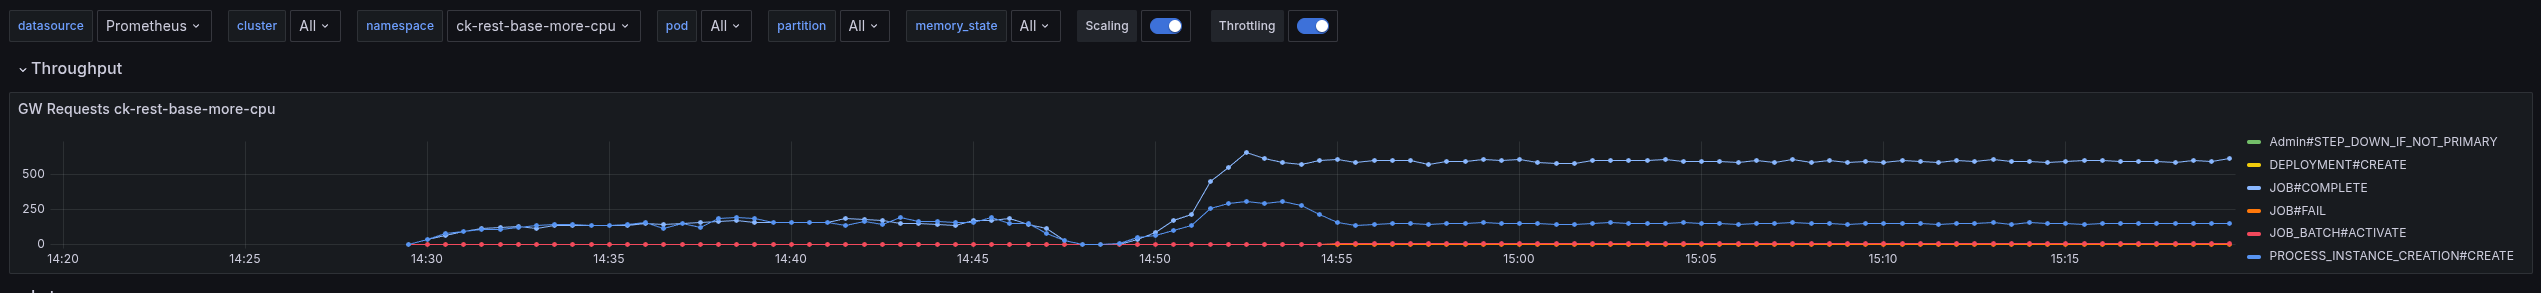 datasource Prometheus cluster All namespace ck-rest-base-more-cpu pod All partition All memory_state All Scaling Throttling
Throughput
GW Requests ck-rest-base-more-cpu
500
250
0
14:20 14:25 14:30 14:35 14:40 14:45 14:50 14:55 15:00 15:05 15:10 15:15
Admin#STEP_DOWN_IF_NOT_PRIMARY
DEPLOYMENT#CREATE
JOB#COMPLETE
JOB#FAIL
JOB_BATCH#ACTIVATE
PROCESS_INSTANCE_CREATION#CREATE